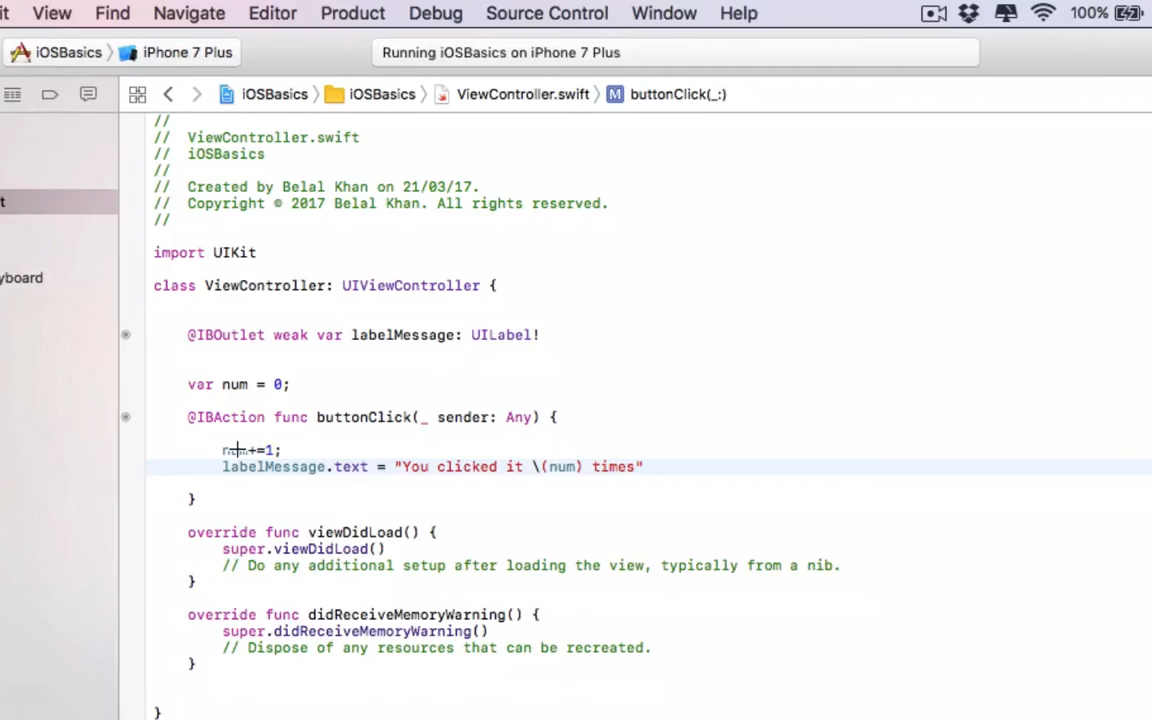 it View Find Navigate Editor Product Debug Source Control Window Help 100%
iOSBasics iPhone 7 Plus Running iOSBasics on iPhone 7 Plus
iOSBasics iOSBasics ViewController.swift M buttonClick(_:)
//
// ViewController.swift
// iOSBasics
//
// Created by Belal Khan on 21/03/17.
// Copyright © 2017 Belal Khan. All rights reserved.
//
t
import UIKit
yboard
class ViewController: UIViewController {
@IBOutlet weak var labelMessage: UILabel!
var num = 0;
@IBAction func buttonClick(_ sender: Any) {
num+=1;
labelMessage.text = "You clicked it \(num) times"
}
override func viewDidLoad() {
super.viewDidLoad()
// Do any additional setup after loading the view, typically from a nib.
}
override func didReceiveMemoryWarning() {
super.didReceiveMemoryWarning()
// Dispose of any resources that can be recreated.
}
}